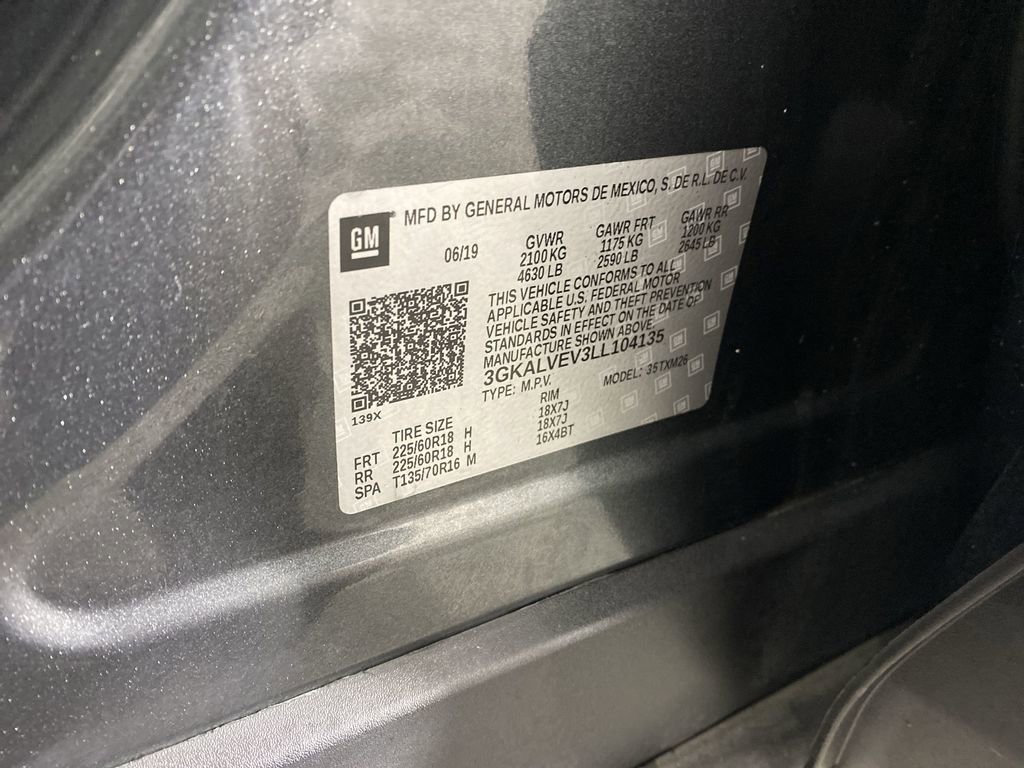 GM
MFD BY GENERAL MOTORS DE MEXICO, S. DE R.L. DE C.V.
06/19 GVWR GAWR FRT GAWR RR
2100 KG 1175 KG 1200 KG
4630 LB 2590 LB 2645 LB
THIS VEHICLE CONFORMS TO ALL
APPLICABLE U.S. FEDERAL MOTOR
VEHICLE SAFETY AND THEFT PREVENTION
STANDARDS IN EFFECT ON THE DATE OF
MANUFACTURE SHOWN ABOVE.
3GKALVEV3LL104135
TYPE: M.P.V. MODEL: 35TXM26
139X
TIRE SIZE RIM
FRT 225/60R18 H 18X7J
RR 225/60R18 H 18X7J
SPA T135/70R16 M 16X4BT